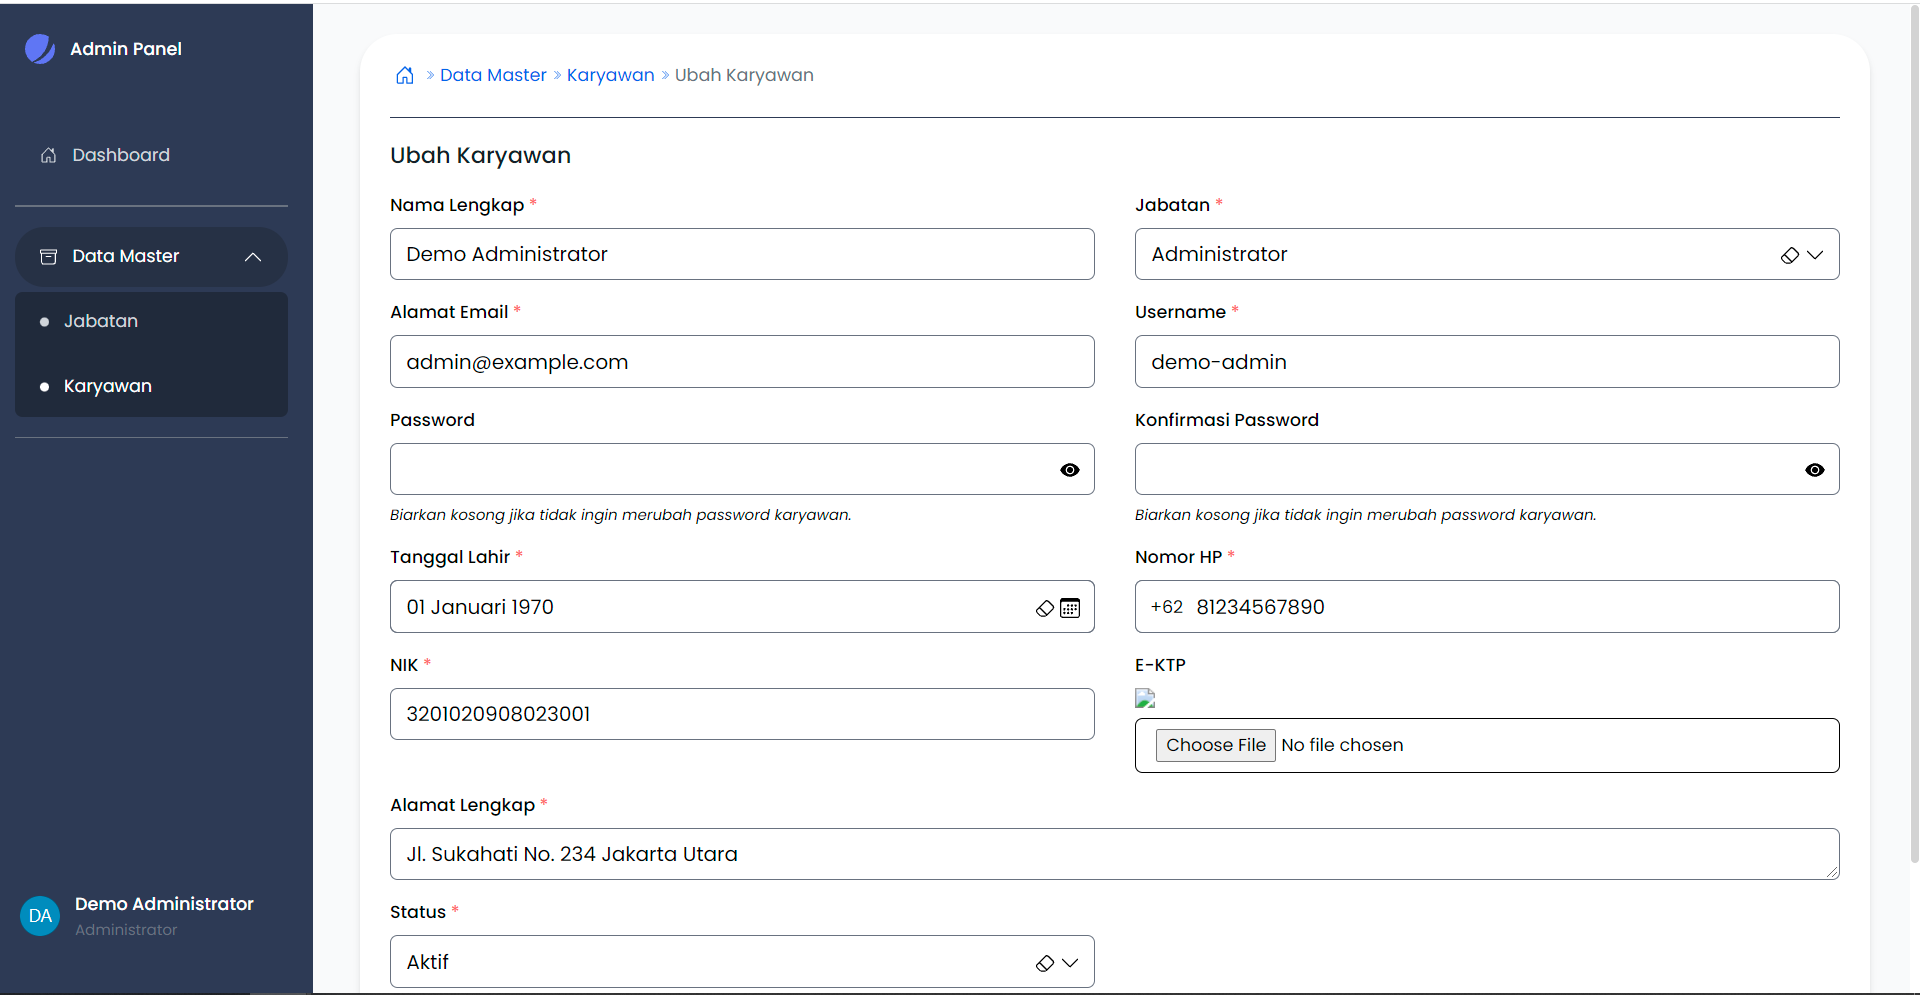 Admin Panel
Dashboard
Data Master
Jabatan
Karyawan
Demo Administrator
DA
Administrator
» Data Master » Karyawan » Ubah Karyawan
Ubah Karyawan
Nama Lengkap *
Demo Administrator
Jabatan *
Administrator
Alamat Email *
admin@example.com
Username *
demo-admin
Password
Biarkan kosong jika tidak ingin merubah password karyawan.
Konfirmasi Password
Biarkan kosong jika tidak ingin merubah password karyawan.
Tanggal Lahir *
01 Januari 1970
Nomor HP *
+62 81234567890
NIK *
3201020908023001
E-KTP
Choose File No file chosen
Alamat Lengkap *
Jl. Sukahati No. 234 Jakarta Utara
Status *
Aktif